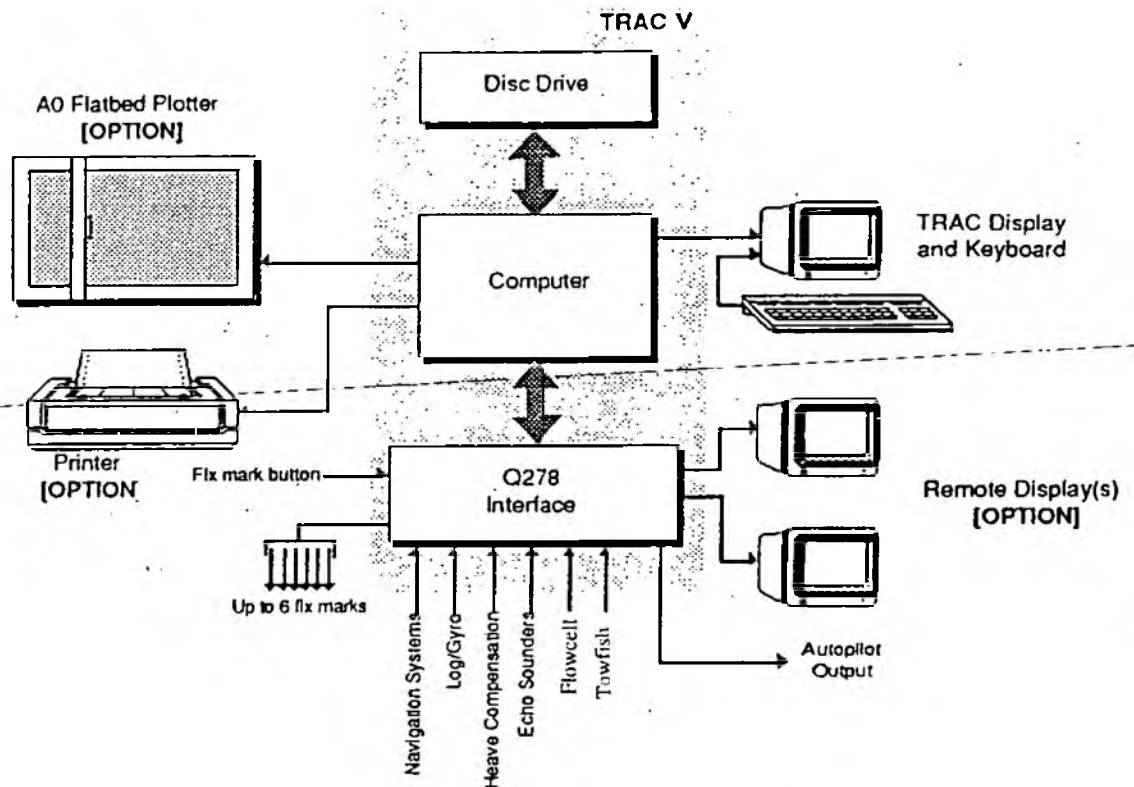 TRAC V
Disc Drive
A0 Flatbed Plotter
[OPTION]
Computer
TRAC Display
and Keyboard
Printer
[OPTION
Fix mark button
Q278
Interface
Remote Display(s)
[OPTION]
Up to 6 fix marks
Navigation Systems
Log/Gyro
Heave Compensation
Echo Sounders
Flowcell
Towfish
Autopilot
Output